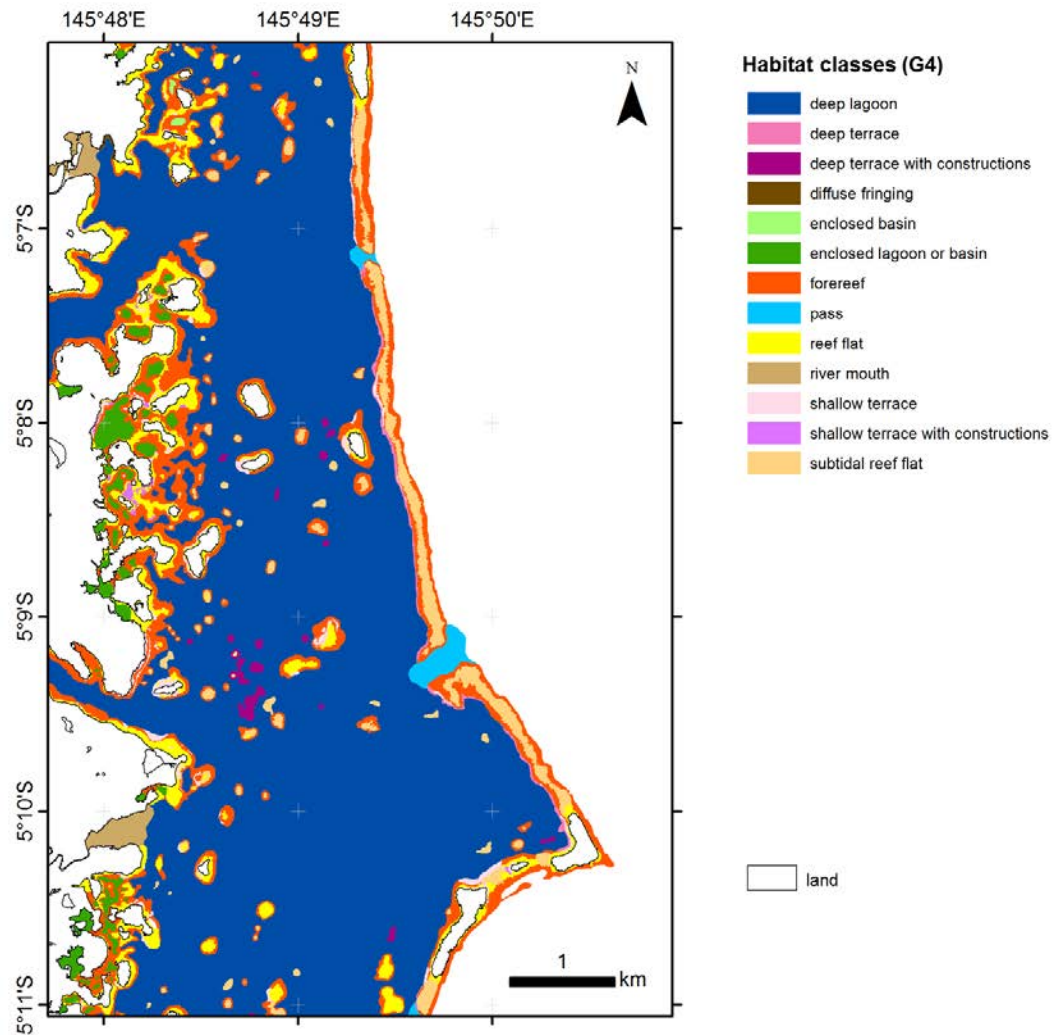 145°48'E 145°49'E 145°50'E
N
5°7'S
5°8'S
5°9'S
5°10'S
5°11'S
1
km
Habitat classes (G4)
deep lagoon
deep terrace
deep terrace with constructions
diffuse fringing
enclosed basin
enclosed lagoon or basin
forereef
pass
reef flat
river mouth
shallow terrace
shallow terrace with constructions
subtidal reef flat
land